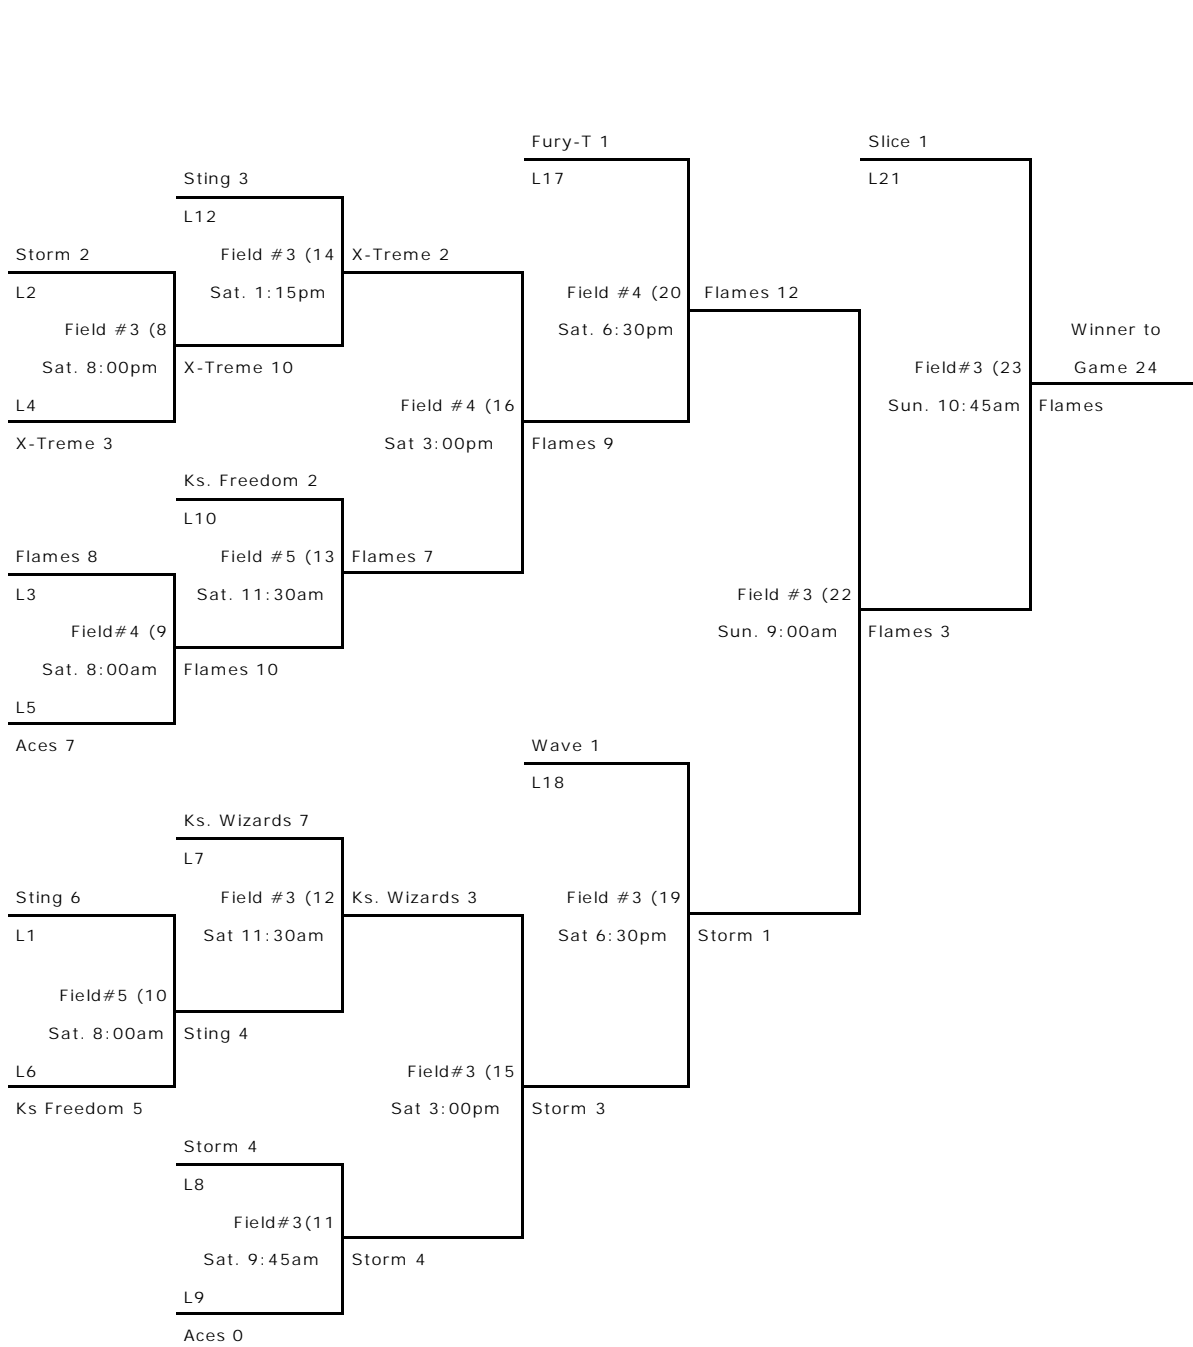 Fury-T 1
Slice 1
Sting 3
L17
L21
L12
Storm 2
Field #3 (14
X-Treme 2
L2
Sat. 1:15pm
Field #4 (20
Flames 12
Field #3 (8
Sat. 6:30pm
Winner to
Sat. 8:00pm
X-Treme 10
Field#3 (23
Game 24
L4
Field #4 (16
Sun. 10:45am
Flames
X-Treme 3
Sat 3:00pm
Flames 9
Ks. Freedom 2
L10
Flames 8
Field #5 (13
Flames 7
L3
Sat. 11:30am
Field #3 (22
Field#4 (9
Sun. 9:00am
Flames 3
Sat. 8:00am
Flames 10
L5
Aces 7
Wave 1
L18
Ks. Wizards 7
L7
Sting 6
Field #3 (12
Ks. Wizards 3
Field #3 (19
L1
Sat 11:30am
Sat 6:30pm
Storm 1
Field#5 (10
Sat. 8:00am
Sting 4
L6
Field#3 (15
Ks Freedom 5
Sat 3:00pm
Storm 3
Storm 4
L8
Field#3(11
Sat. 9:45am
Storm 4
L9
Aces 0